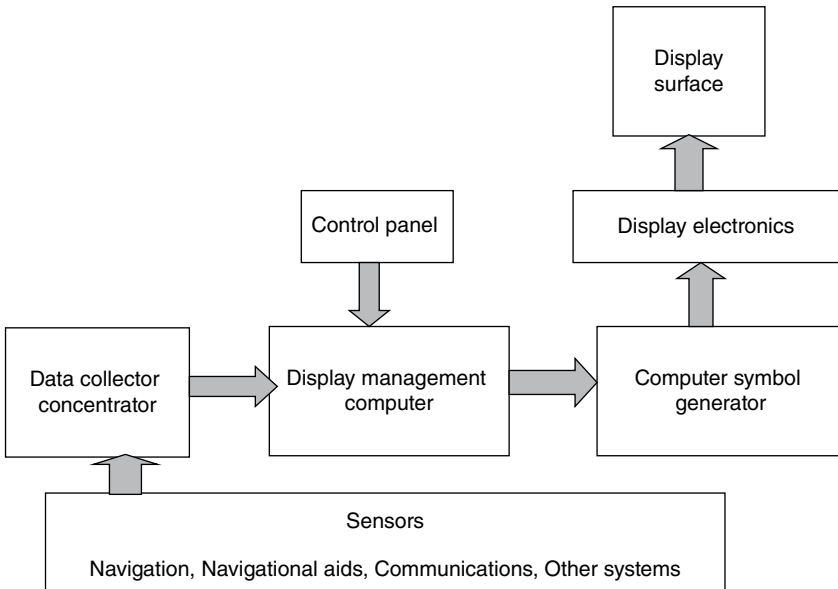 Display
surface
Control panel
Display electronics
Data collector
concentrator
Display management
computer
Computer symbol
generator
Sensors
Navigation, Navigational aids, Communications, Other systems